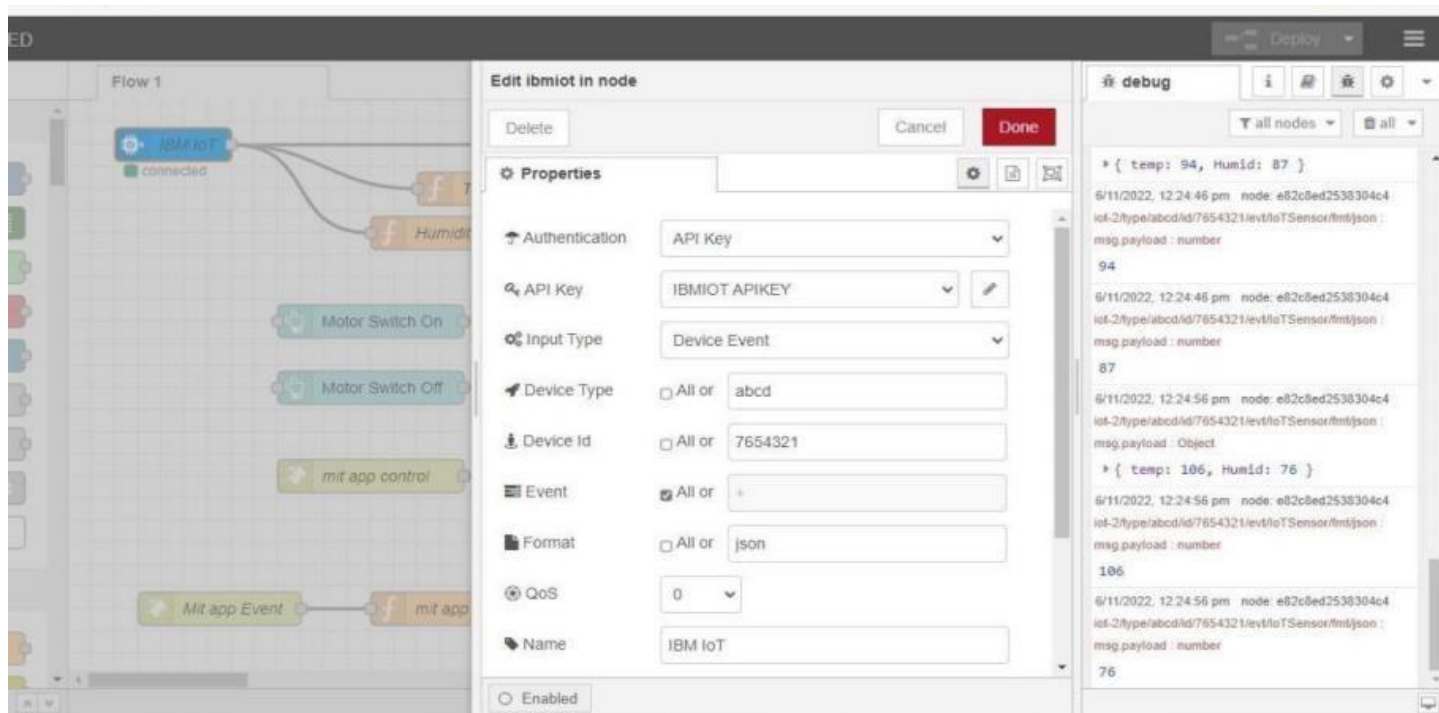 ED
Deploy
Flow 1
IBM IoT
connected
Humidit
Motor Switch On
Motor Switch Off
mit app control
Mit app Event
mit app
Edit ibmiot in node
Delete
Cancel
Done
Properties
Authentication
API Key
API Key
IBMIOT APIKEY
Input Type
Device Event
Device Type
All or
abcd
Device Id
All or
7654321
Event
All or
+
Format
All or
json
QoS
0
Name
IBM IoT
Enabled
debug
i
all nodes
all
{ temp: 94, Humid: 87 }
6/11/2022, 12:24:46 pm node: e82c8ed2538304c4
iot-2/type/abcd/id/7654321/evt/IoTSensor/fmt/json :
msg.payload : number
94
6/11/2022, 12:24:46 pm node: e82c8ed2538304c4
iot-2/type/abcd/id/7654321/evt/IoTSensor/fmt/json :
msg.payload : number
87
6/11/2022, 12:24:56 pm node: e82c8ed2538304c4
iot-2/type/abcd/id/7654321/evt/IoTSensor/fmt/json :
msg.payload : Object
{ temp: 106, Humid: 76 }
6/11/2022, 12:24:56 pm node: e82c8ed2538304c4
iot-2/type/abcd/id/7654321/evt/IoTSensor/fmt/json :
msg.payload : number
106
6/11/2022, 12:24:56 pm node: e82c8ed2538304c4
iot-2/type/abcd/id/7654321/evt/IoTSensor/fmt/json :
msg.payload : number
76